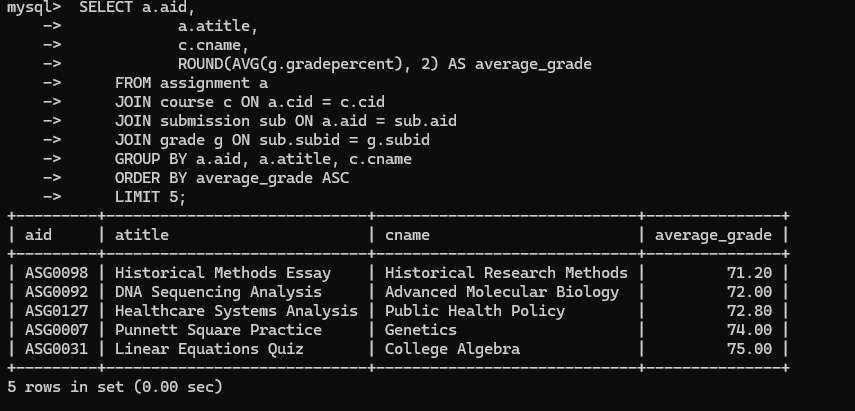 mysql>  SELECT a.aid,
    ->             a.atitle,
    ->             c.cname,
    ->             ROUND(AVG(g.gradepercent), 2) AS average_grade
    ->      FROM assignment a
    ->      JOIN course c ON a.cid = c.cid
    ->      JOIN submission sub ON a.aid = sub.aid
    ->      JOIN grade g ON sub.subid = g.subid
    ->      GROUP BY a.aid, a.atitle, c.cname
    ->      ORDER BY average_grade ASC
    ->      LIMIT 5;
+---------+-----------------------------+-----------------------------+---------------+
| aid     | atitle                      | cname                       | average_grade |
+---------+-----------------------------+-----------------------------+---------------+
| ASG0098 | Historical Methods Essay    | Historical Research Methods |         71.20 |
| ASG0092 | DNA Sequencing Analysis     | Advanced Molecular Biology  |         72.00 |
| ASG0127 | Healthcare Systems Analysis | Public Health Policy        |         72.80 |
| ASG0007 | Punnett Square Practice     | Genetics                    |         74.00 |
| ASG0031 | Linear Equations Quiz       | College Algebra             |         75.00 |
+---------+-----------------------------+-----------------------------+---------------+
5 rows in set (0.00 sec)